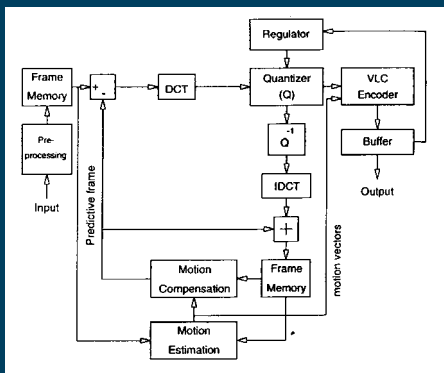 Regulator
Frame
Memory
+
-
DCT
Quantizer
(Q)
VLC
Encoder
Pre-
processing
Q-1
Buffer
Input
Output
IDCT
Predictive frame
+
motion vectors
Motion
Compensation
Frame
Memory
Motion
Estimation